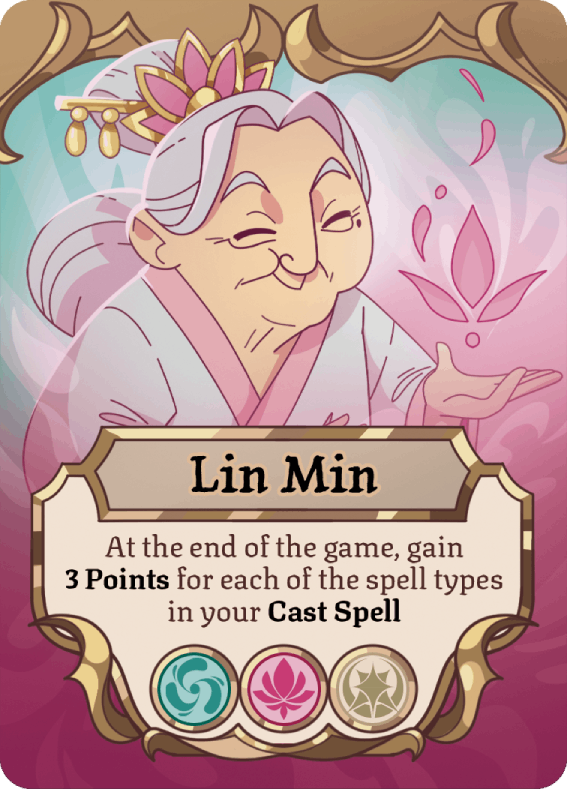 Lin Min
At the end of the game, gain
3 Points for each of the spell types
in your Cast Spell